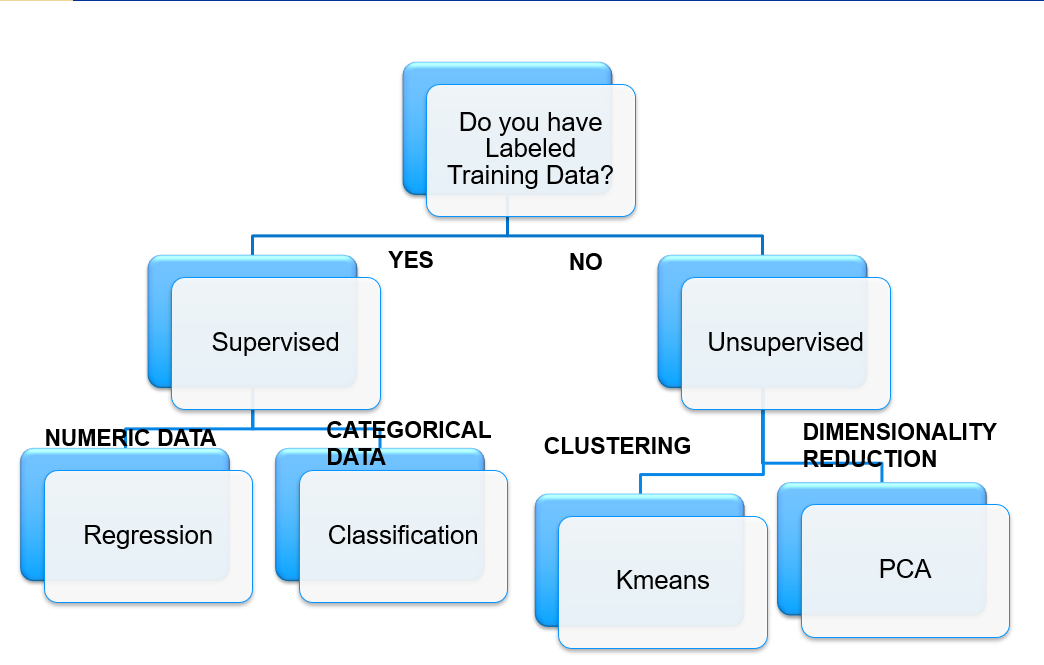 Do you have
Labeled
Training Data?
YES
NO
Supervised
Unsupervised
NUMERIC DATA
CATEGORICAL
DATA
CLUSTERING
DIMENSIONALITY
REDUCTION
Regression
Classification
Kmeans
PCA